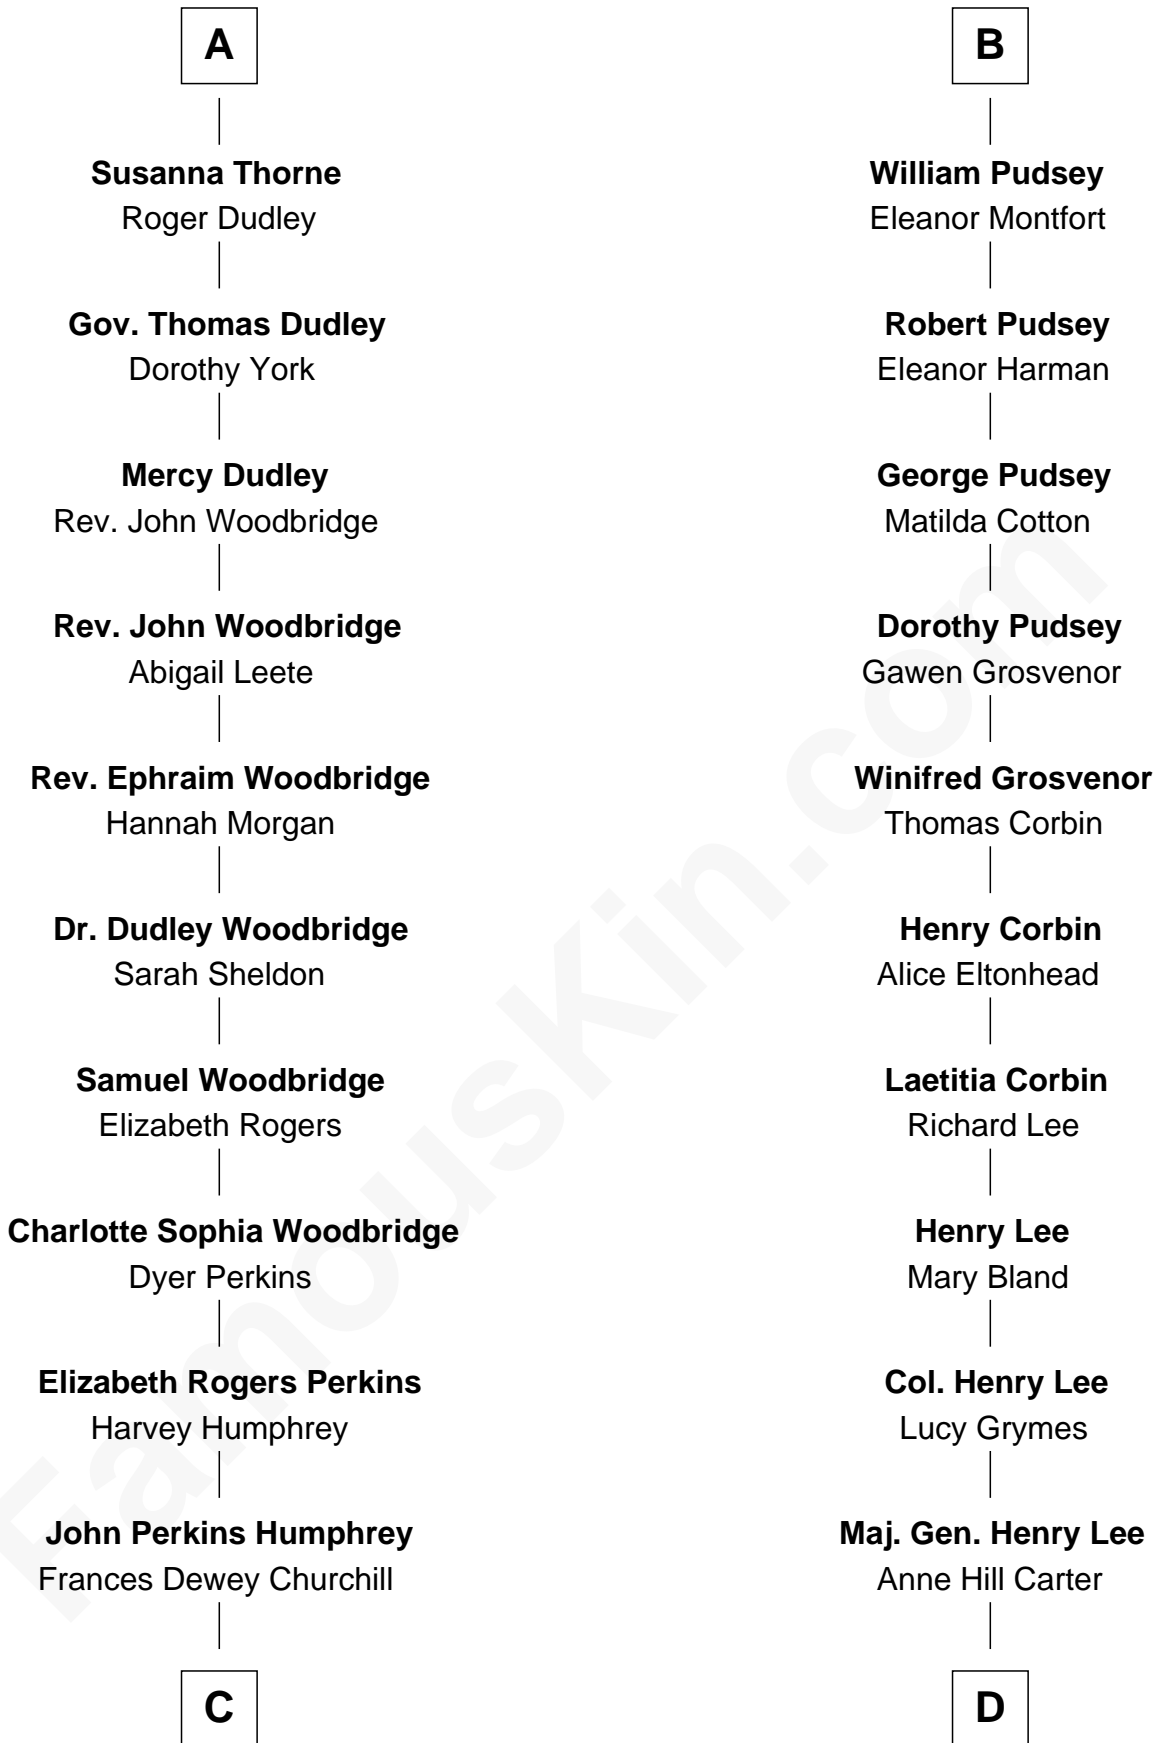 A
Susanna Thorne
Roger Dudley
Gov. Thomas Dudley
Dorothy York
Mercy Dudley
Rev. John Woodbridge
Rev. John Woodbridge
Abigail Leete
Rev. Ephraim Woodbridge
Hannah Morgan
Dr. Dudley Woodbridge
Sarah Sheldon
Samuel Woodbridge
Elizabeth Rogers
Charlotte Sophia Woodbridge
Dyer Perkins
Elizabeth Rogers Perkins
Harvey Humphrey
John Perkins Humphrey
Frances Dewey Churchill
C
B
William Pudsey
Eleanor Montfort
Robert Pudsey
Eleanor Harman
George Pudsey
Matilda Cotton
Dorothy Pudsey
Gawen Grosvenor
Winifred Grosvenor
Thomas Corbin
Henry Corbin
Alice Eltonhead
Laetitia Corbin
Richard Lee
Henry Lee
Mary Bland
Col. Henry Lee
Lucy Grymes
Maj. Gen. Henry Lee
Anne Hill Carter
D
FamousKin.com